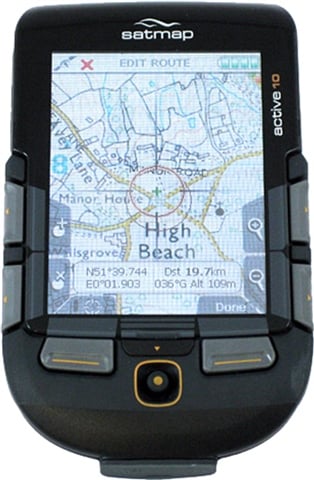 satmap
active 10
EDIT ROUTE
Manor House
High
Beach
N51°39.744 Dst 19.7km
E0°01.903 036°G Alt 109m
Done